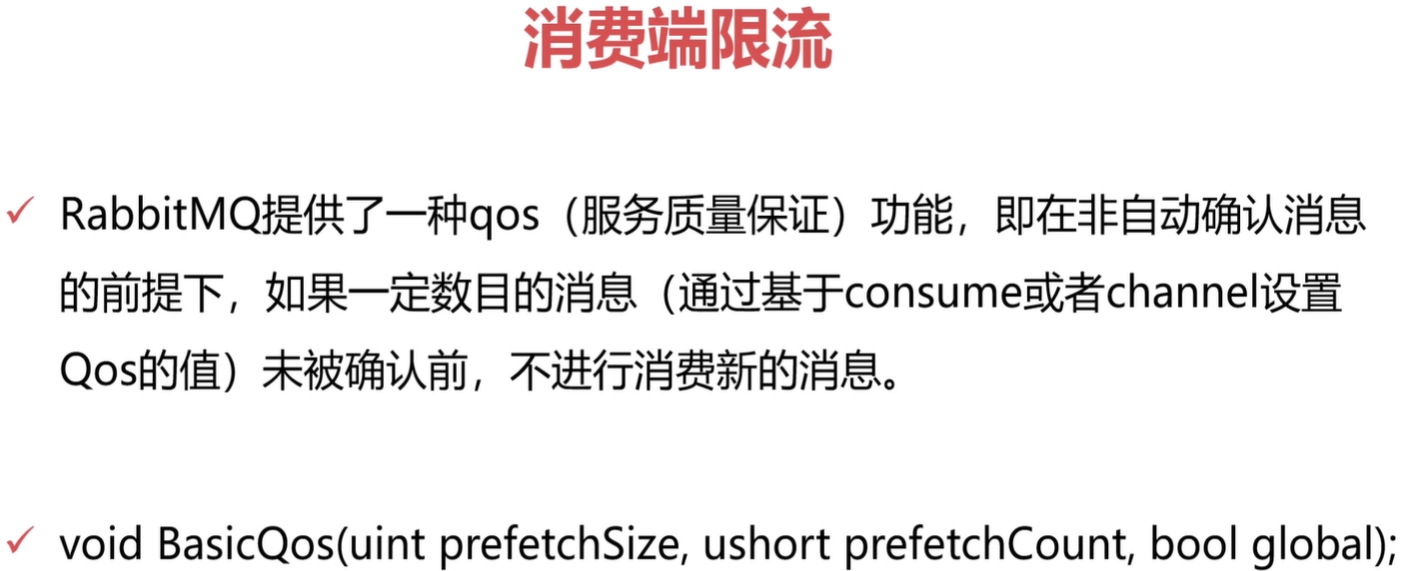 消费端限流
✓ RabbitMQ提供了一种qos（服务质量保证）功能，即在非自动确认消息
的前提下，如果一定数目的消息（通过基于consume或者channel设置
Qos的值）未被确认前，不进行消费新的消息。
✓ void BasicQos(uint prefetchSize, ushort prefetchCount, bool global);